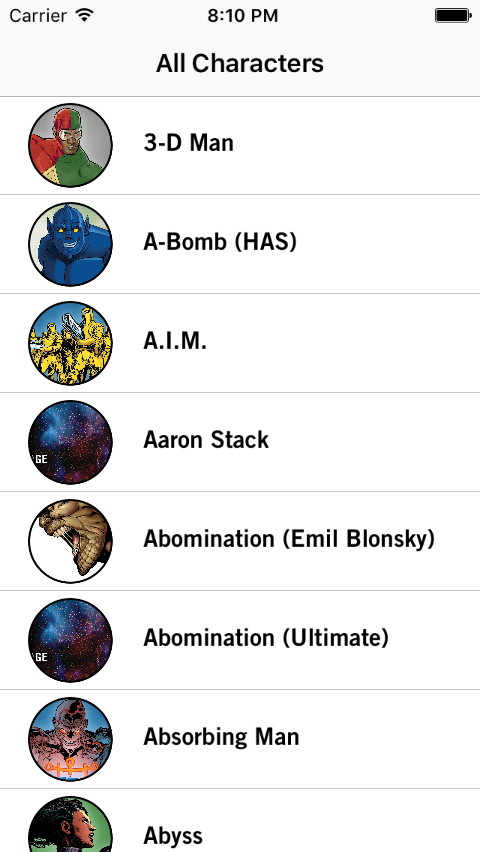 Carrier 8:10 PM
All Characters
3-D Man
A-Bomb (HAS)
A.I.M.
Aaron Stack
GE
Abomination (Emil Blonsky)
Abomination (Ultimate)
GE
Absorbing Man
Abyss